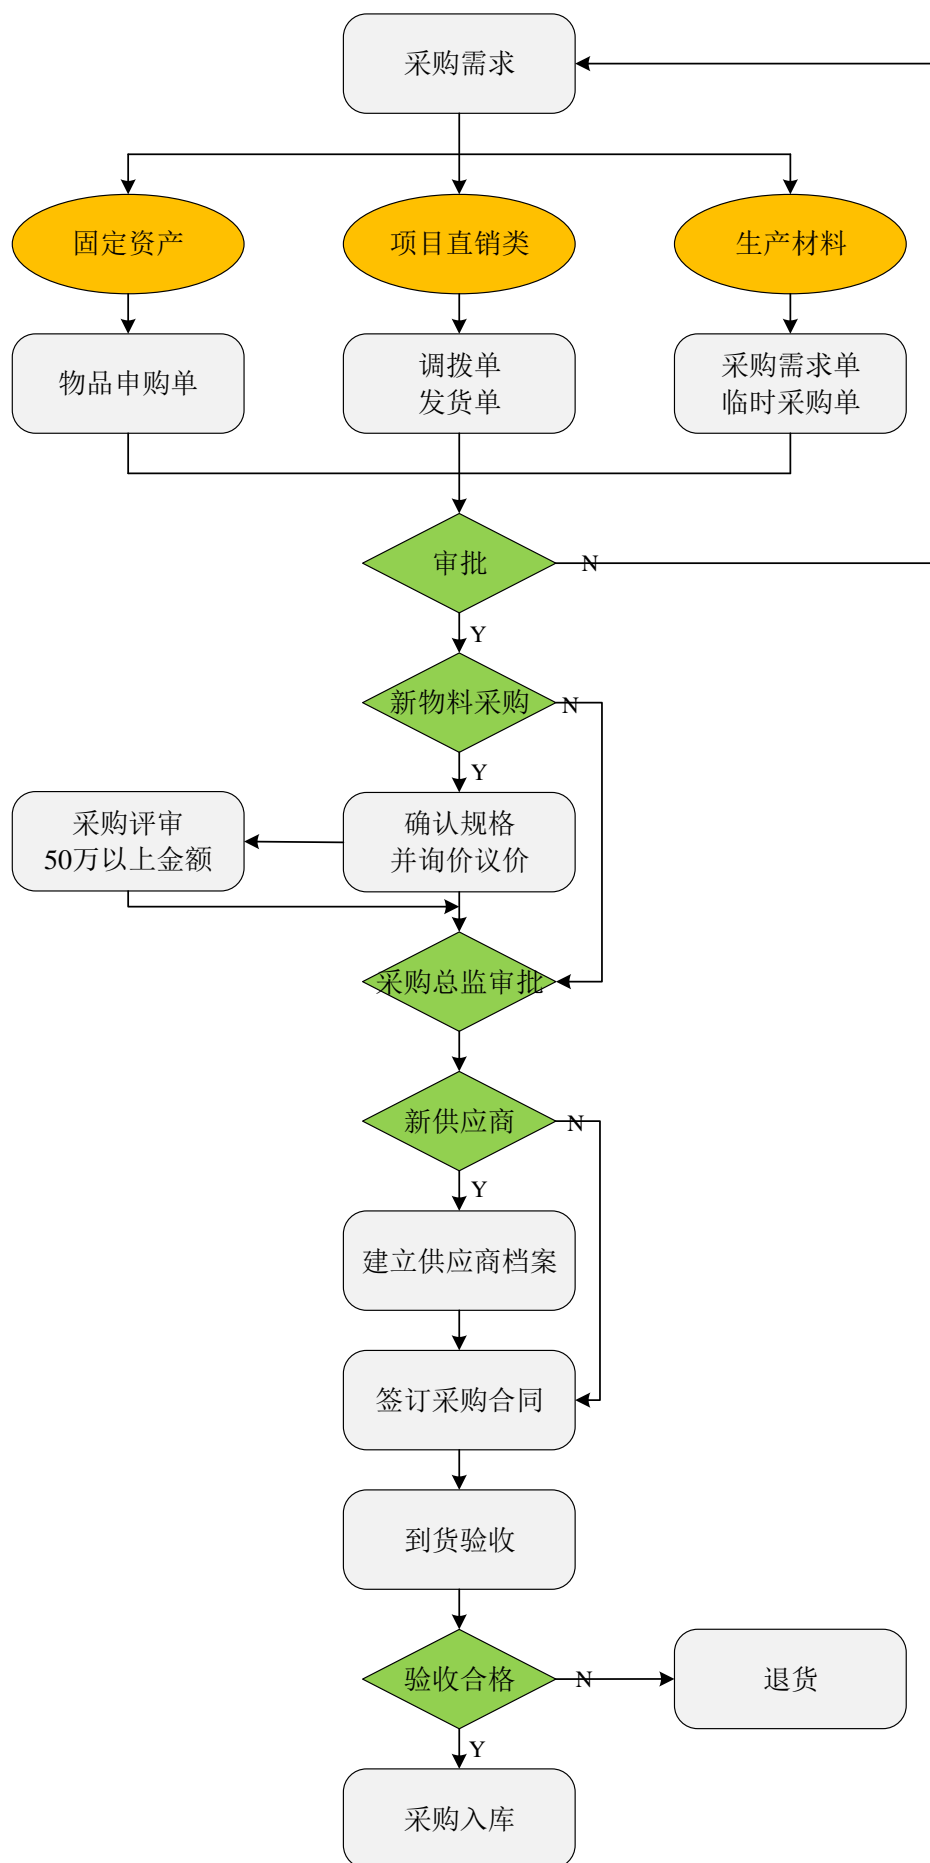 采购需求
固定资产
项目直销类
生产材料
物品申购单
调拨单
发货单
采购需求单
临时采购单
审批
N
Y
新物料采购
N
Y
采购评审
50万以上金额
确认规格
并询价议价
采购总监审批
新供应商
N
Y
建立供应商档案
签订采购合同
到货验收
验收合格
N
退货
Y
采购入库